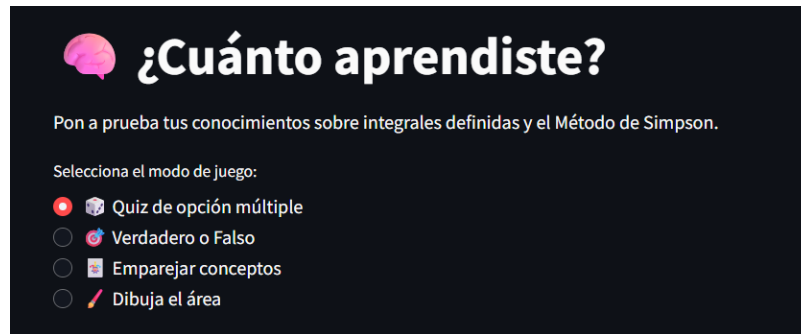 ¿Cuánto aprendiste?
Pon a prueba tus conocimientos sobre integrales definidas y el Método de Simpson.
Selecciona el modo de juego:
Quiz de opción múltiple
Verdadero o Falso
Emparejar conceptos
Dibuja el área